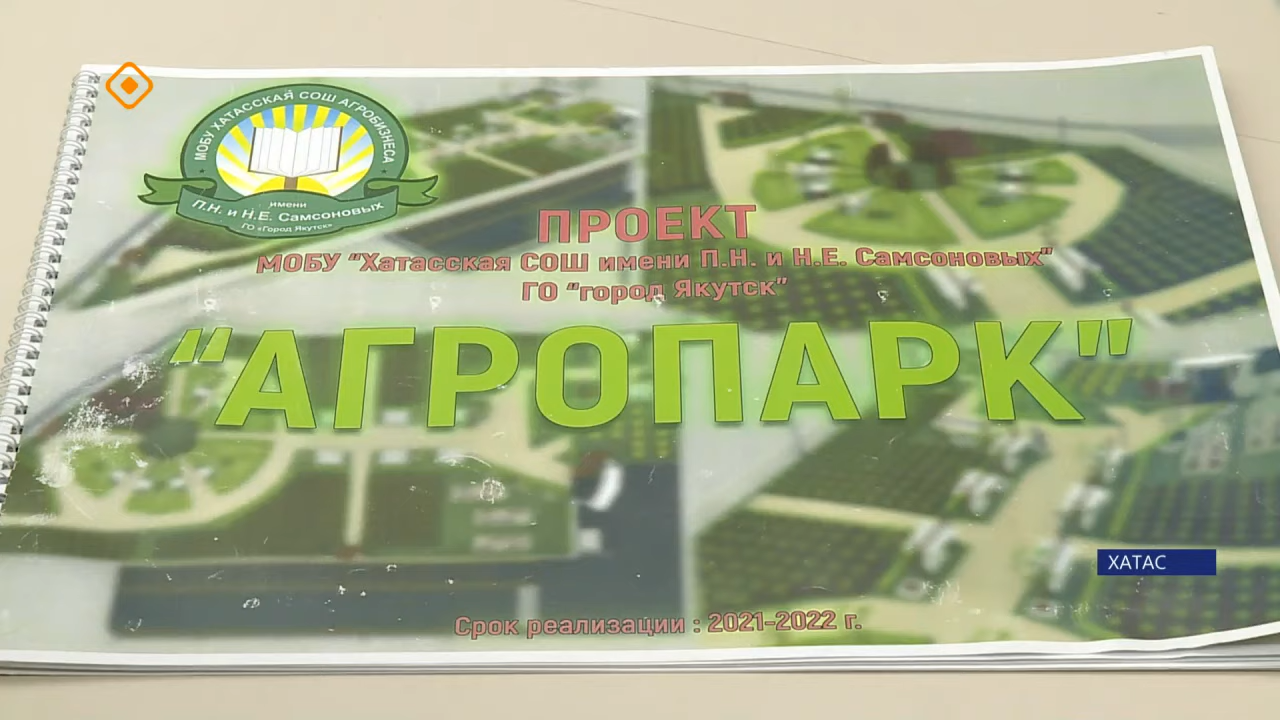 МОБУ ХАТАССКАЯ СОШ АГРОБИЗНЕСА
имени
П.Н. и Н.Е. Самсоновых
ГО «Город Якутск»
ПРОЕКТ
МОБУ "Хатасская СОШ имени П.Н. и Н.Е. Самсоновых"
ГО "город Якутск"
"АГРОПАРК"
ХАТАС
Срок реализации : 2021-2022 г.